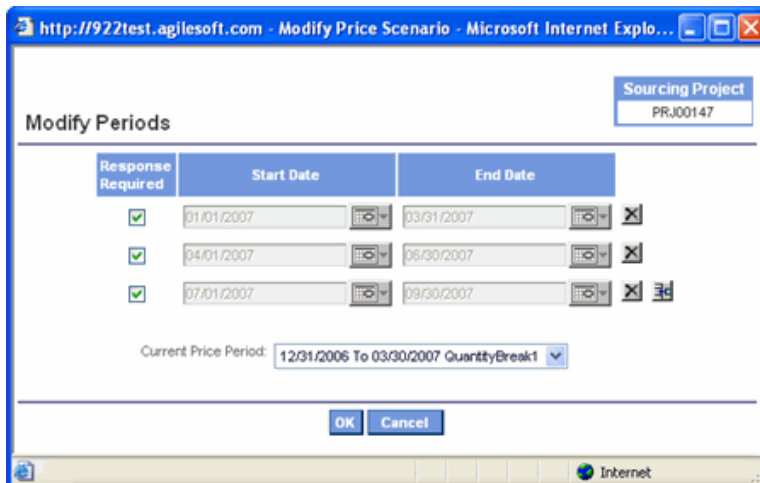 http://922test.agilesoft.com - Modify Price Scenario - Microsoft Internet Explo...
Sourcing Project
PRJ00147
Modify Periods
Response Required Start Date End Date
01/01/2007 03/31/2007
04/01/2007 06/30/2007
07/01/2007 09/30/2007
Current Price Period: 12/31/2006 To 03/30/2007 QuantityBreak1
OK Cancel
Internet